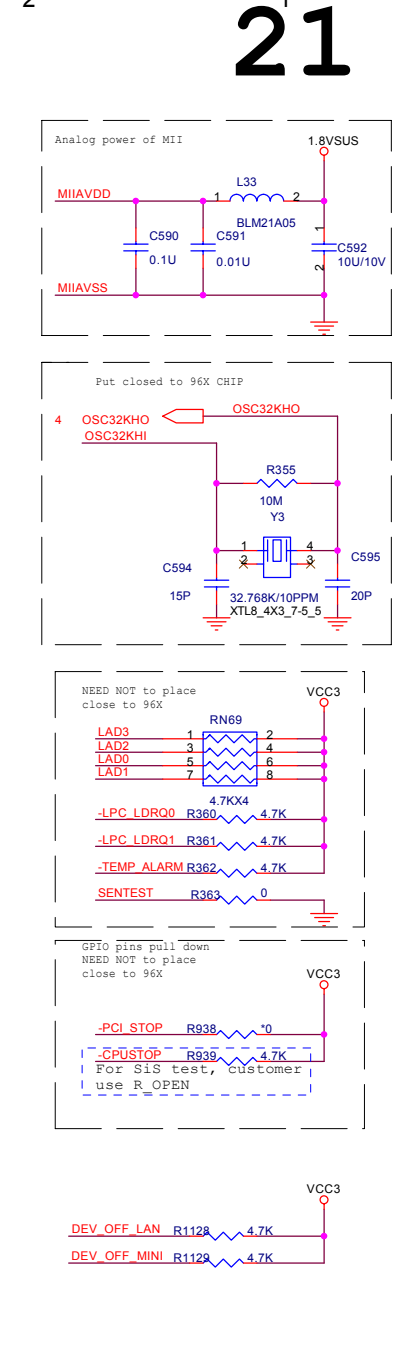 2 1
21
Analog power of MII
1.8VSUS
MIIAVDD
1 L33 2
BLM21A05
C590
0.1U
C591
0.01U
1
C592
2
10U/10V
MIIAVSS
Put closed to 96X CHIP
4 OSC32KHO
OSC32KHO
OSC32KHI
R355
10M
Y3
1 4
2 3
C594
15P
C595
20P
32.768K/10PPM
XTL8_4X3_7-5_5
NEED NOT to place
close to 96X
VCC3
RN69
LAD3 1 2
LAD2 3 4
LAD0 5 6
LAD1 7 8
4.7KX4
-LPC_LDRQ0 R360 4.7K
-LPC_LDRQ1 R361 4.7K
-TEMP_ALARM R362 4.7K
SENTEST R363 0
GPIO pins pull down
NEED NOT to place
close to 96X
VCC3
-PCI_STOP R938 *0
-CPUSTOP R939 4.7K
For SiS test, customer
use R_OPEN
VCC3
DEV_OFF_LAN R1128 4.7K
DEV_OFF_MINI R1129 4.7K